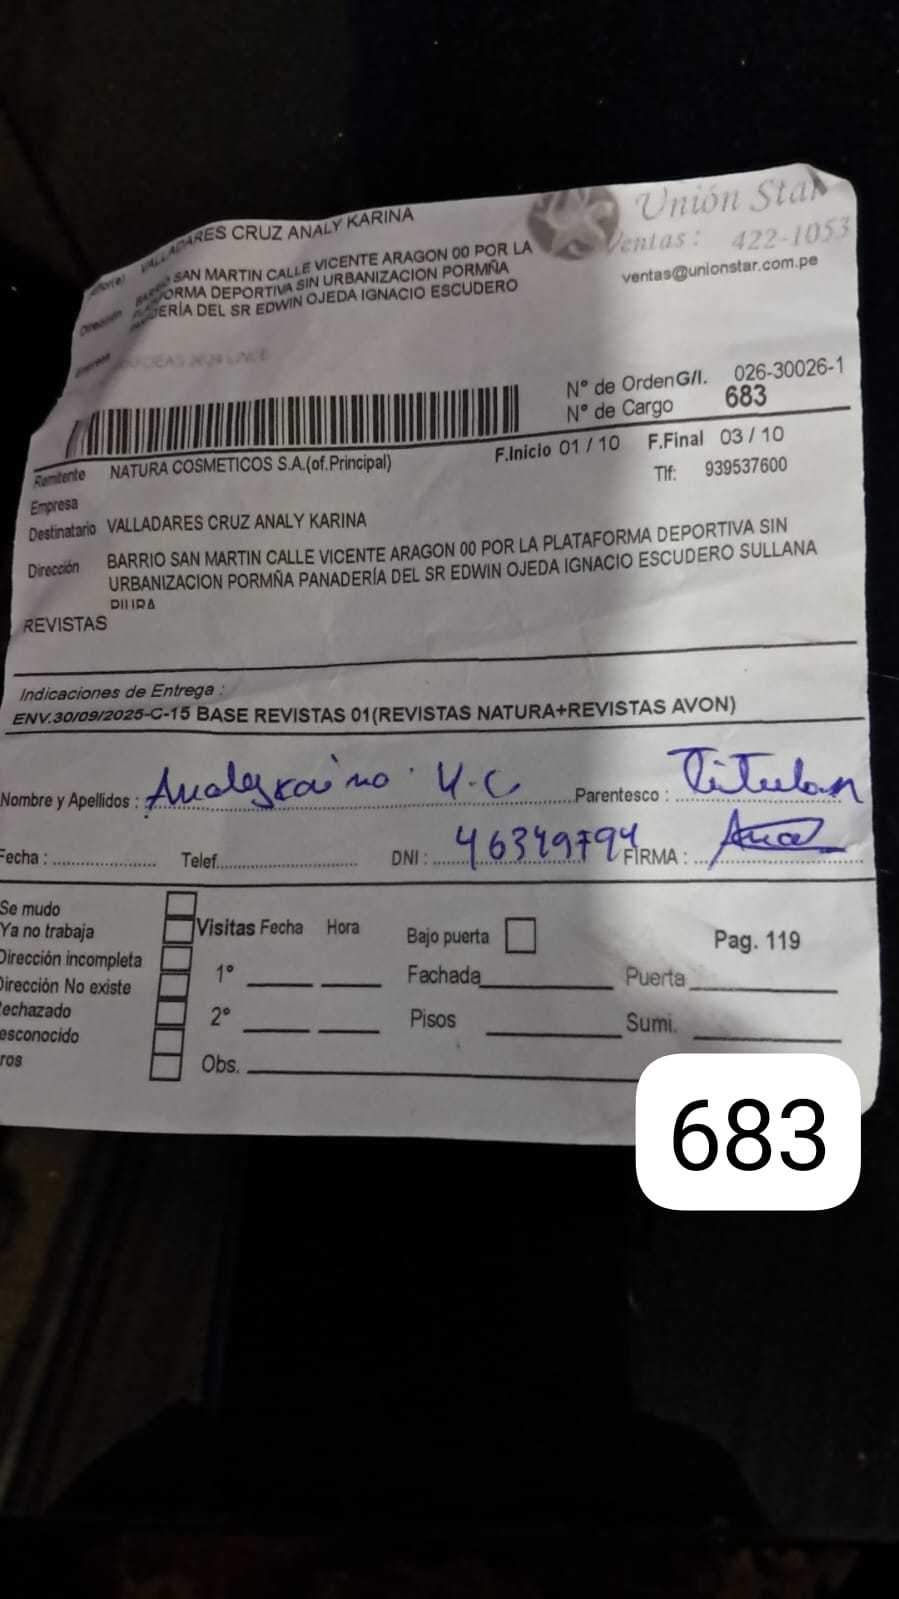 Unión Star
Ventas: 422-1053
ventas@unionstar.com.pe
VALLADARES CRUZ ANALY KARINA
Dirección BARRIO SAN MARTIN CALLE VICENTE ARAGON 00 POR LA
PLATAFORMA DEPORTIVA SIN URBANIZACION PORMÑA
PANADERÍA DEL SR EDWIN OJEDA IGNACIO ESCUDERO
Empresa
N° de Orden G/I. 026-30026-1
N° de Cargo 683
F.Inicio 01 / 10 F.Final 03 / 10
Remitente NATURA COSMETICOS S.A.(of.Principal)
Tlf: 939537600
Empresa
Destinatario VALLADARES CRUZ ANALY KARINA
Dirección BARRIO SAN MARTIN CALLE VICENTE ARAGON 00 POR LA PLATAFORMA DEPORTIVA SIN
URBANIZACION PORMÑA PANADERÍA DEL SR EDWIN OJEDA IGNACIO ESCUDERO SULLANA
PIURA
REVISTAS
Indicaciones de Entrega :
ENV.30/09/2025-C-15 BASE REVISTAS 01(REVISTAS NATURA+REVISTAS AVON)
Nombre y Apellidos : V.C Parentesco : Titular
Fecha : Telef. DNI : 46349794 FIRMA :
Se mudo
Ya no trabaja
Dirección incompleta
Dirección No existe
Rechazado
esconocido
ros
Visitas Fecha Hora
1°
2°
Obs.
Bajo puerta
Fachada Puerta
Pisos Sumi.
Pag. 119
683